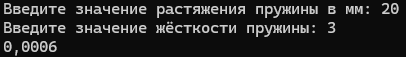 Введите значение растяжения пружины в мм: 20
Введите значение жёсткости пружины: 3
0,0006